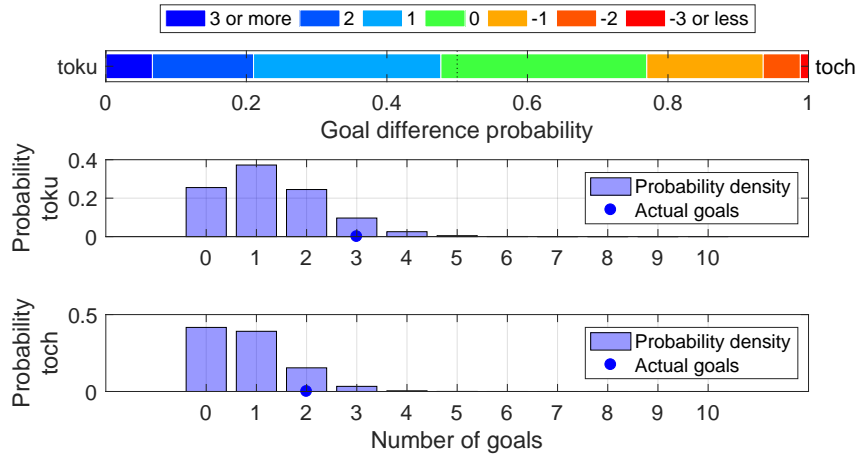 3 or more 2 1 0 -1 -2 -3 or less
toku toch
0 0.2 0.4 0.6 0.8 1
Goal difference probability
Probability
toku
0.4
0.2
0
Probability density
Actual goals
0 1 2 3 4 5 6 7 8 9 10
Probability
toch
0.5
0
Probability density
Actual goals
0 1 2 3 4 5 6 7 8 9 10
Number of goals